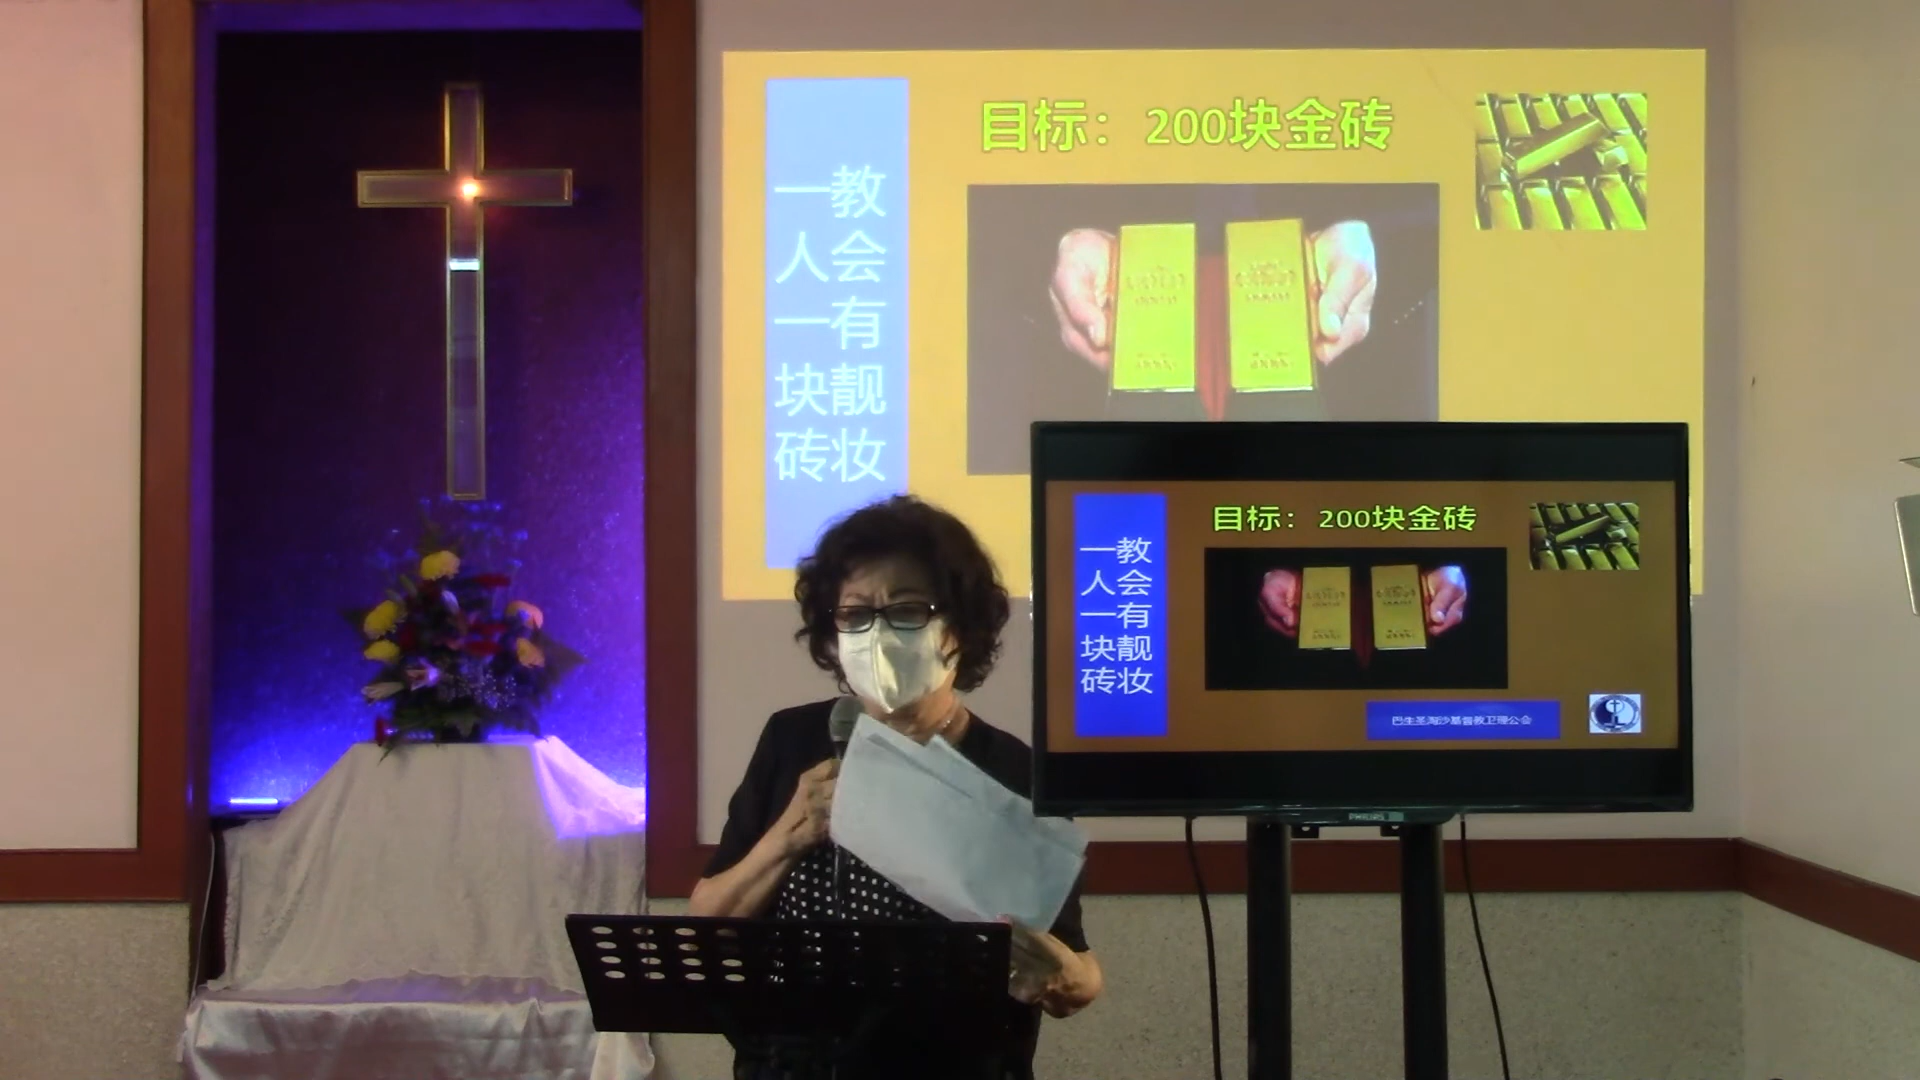 目标：200块金砖
一教
人会
一有
块靓
砖妆
目标：200块金砖
一教
人会
一有
块靓
砖妆
巴生圣淘沙基督教卫理公会
PHILIPS